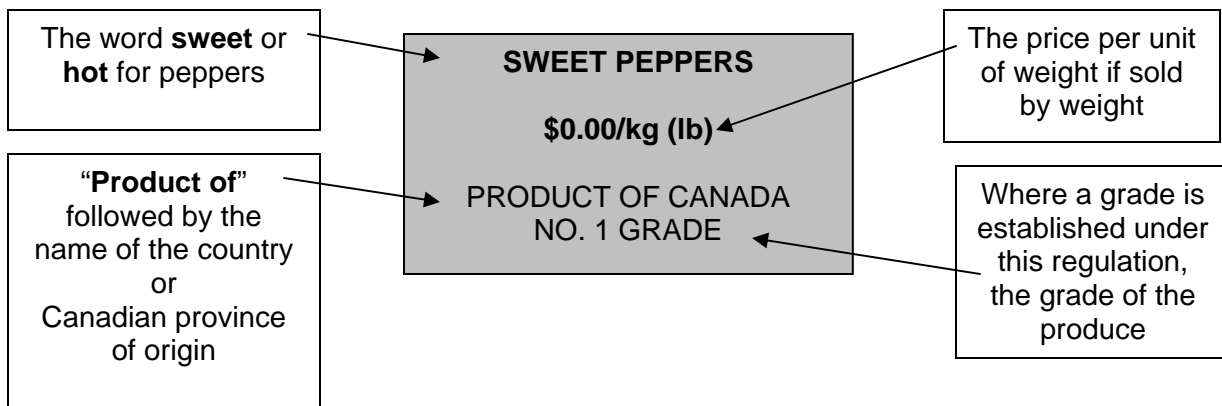 The word sweet or
hot for peppers
"Product of"
followed by the
name of the country
or
Canadian province
of origin
SWEET PEPPERS
$0.00/kg (lb)
PRODUCT OF CANADA
NO. 1 GRADE
The price per unit
of weight if sold
by weight
Where a grade is
established under
this regulation,
the grade of the
produce